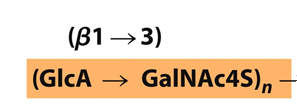 (β1 → 3)
(GlcA → GalNAc4S)n —